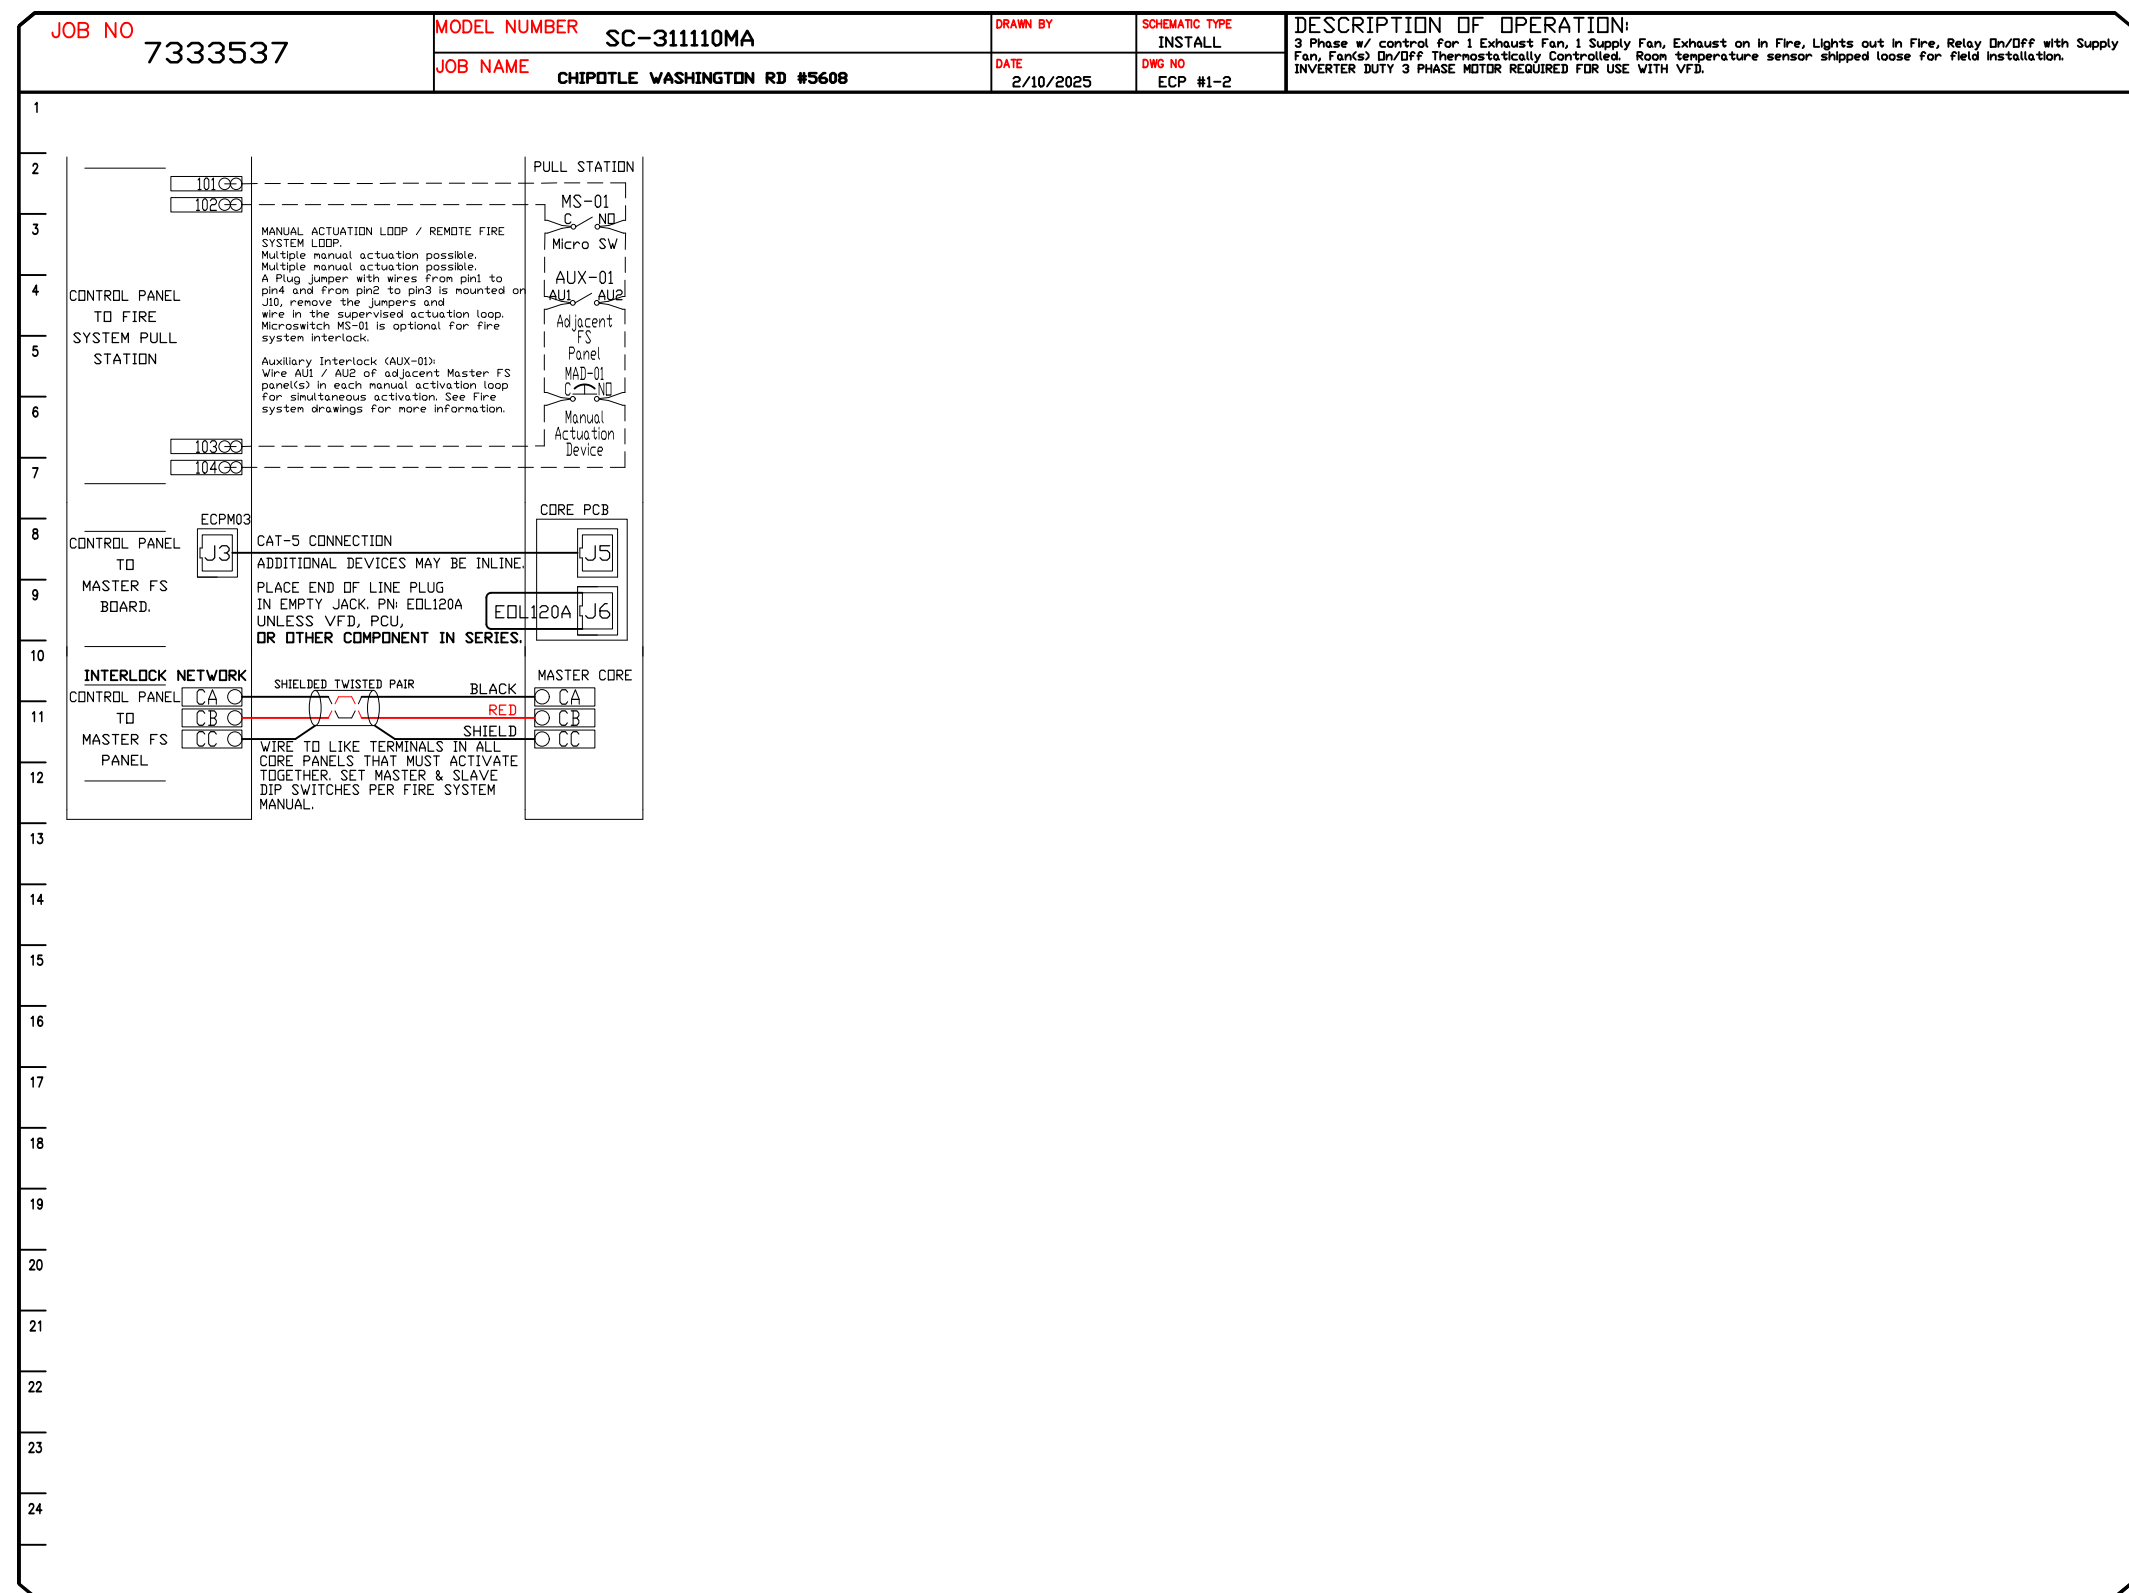 JOB NO
7333537
MODEL NUMBER
SC-311110MA
JOB NAME
CHIPOTLE WASHINGTON RD #5608
DRAWN BY
DATE
2/10/2025
SCHEMATIC TYPE
INSTALL
DWG NO
ECP #1-2
DESCRIPTION OF OPERATION:
3 Phase w/ control for 1 Exhaust Fan, 1 Supply Fan, Exhaust on in Fire, Lights out in Fire, Relay On/Off with Supply
Fan, Fan(s) On/Off Thermostatically Controlled. Room temperature sensor shipped loose for field installation.
INVERTER DUTY 3 PHASE MOTOR REQUIRED FOR USE WITH VFD.
1
2
3
4
5
6
7
8
9
10
11
12
13
14
15
16
17
18
19
20
21
22
23
24
CONTROL PANEL
TO FIRE
SYSTEM PULL
STATION
101
102
103
104
MANUAL ACTUATION LOOP / REMOTE FIRE
SYSTEM LOOP.
Multiple manual actuation possible.
Multiple manual actuation possible.
A Plug jumper with wires from pin1 to
pin4 and from pin2 to pin3 is mounted on
J10, remove the jumpers and
wire in the supervised actuation loop.
Microswitch MS-01 is optional for fire
system interlock.
Auxiliary Interlock (AUX-01):
Wire AU1 / AU2 of adjacent Master FS
panel(s) in each manual activation loop
for simultaneous activation. See Fire
system drawings for more information.
PULL STATION
MS-01
C NO
Micro SW
AUX-01
AU1 AU2
Adjacent
FS
Panel
MAD-01
C NO
Manual
Actuation
Device
CONTROL PANEL
TO
MASTER FS
BOARD.
ECPM03
J3
CAT-5 CONNECTION
ADDITIONAL DEVICES MAY BE INLINE.
PLACE END OF LINE PLUG
IN EMPTY JACK. PN: EOL120A
UNLESS VFD, PCU,
OR OTHER COMPONENT IN SERIES.
CORE PCB
J5
EOL120A
J6
INTERLOCK NETWORK
CONTROL PANEL
TO
MASTER FS
PANEL
CA
CB
CC
SHIELDED TWISTED PAIR
BLACK
RED
SHIELD
WIRE TO LIKE TERMINALS IN ALL
CORE PANELS THAT MUST ACTIVATE
TOGETHER. SET MASTER & SLAVE
DIP SWITCHES PER FIRE SYSTEM
MANUAL.
MASTER CORE
CA
CB
CC